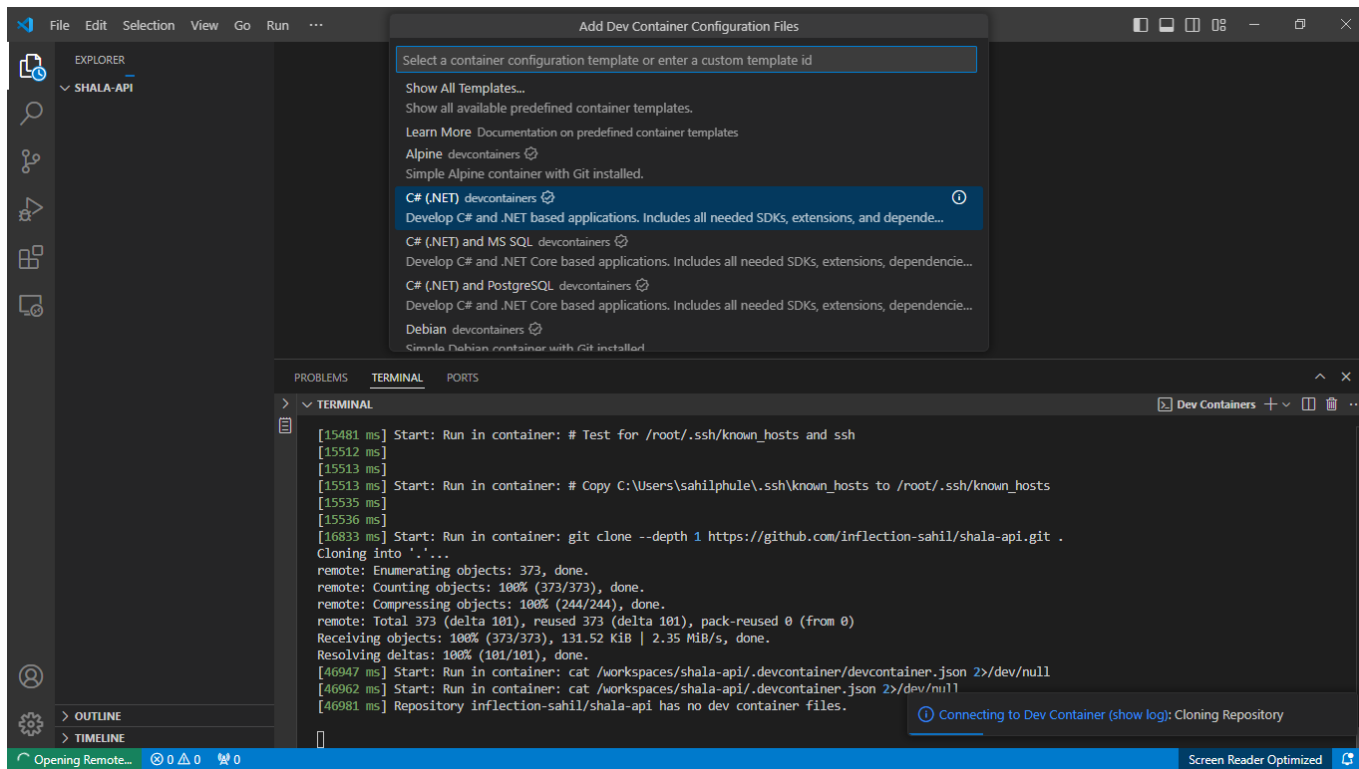 File Edit Selection View Go Run ···
Add Dev Container Configuration Files
EXPLORER
SHALA-API
Select a container configuration template or enter a custom template id
Show All Templates...
Show all available predefined container templates.
Learn More Documentation on predefined container templates
Alpine devcontainers
Simple Alpine container with Git installed.
C# (.NET) devcontainers
Develop C# and .NET based applications. Includes all needed SDKs, extensions, and depende...
C# (.NET) and MS SQL devcontainers
Develop C# and .NET Core based applications. Includes all needed SDKs, extensions, dependencie...
C# (.NET) and PostgreSQL devcontainers
Develop C# and .NET Core based applications. Includes all needed SDKs, extensions, dependencie...
Debian devcontainers
Simple Debian container with Git installed
PROBLEMS TERMINAL PORTS
TERMINAL
Dev Containers
[15481 ms] Start: Run in container: # Test for /root/.ssh/known_hosts and ssh
[15512 ms]
[15513 ms]
[15513 ms] Start: Run in container: # Copy C:\Users\sahilphule\.ssh\known_hosts to /root/.ssh/known_hosts
[15535 ms]
[15536 ms]
[16833 ms] Start: Run in container: git clone --depth 1 https://github.com/inflection-sahil/shala-api.git .
Cloning into '.'...
remote: Enumerating objects: 373, done.
remote: Counting objects: 100% (373/373), done.
remote: Compressing objects: 100% (244/244), done.
remote: Total 373 (delta 101), reused 373 (delta 101), pack-reused 0 (from 0)
Receiving objects: 100% (373/373), 131.52 KiB | 2.35 MiB/s, done.
Resolving deltas: 100% (101/101), done.
[46947 ms] Start: Run in container: cat /workspaces/shala-api/.devcontainer/devcontainer.json 2>/dev/null
[46962 ms] Start: Run in container: cat /workspaces/shala-api/.devcontainer.json 2>/dev/null
[46981 ms] Repository inflection-sahil/shala-api has no dev container files.
Connecting to Dev Container (show log): Cloning Repository
OUTLINE
TIMELINE
Opening Remote... 0 0 0
Screen Reader Optimized